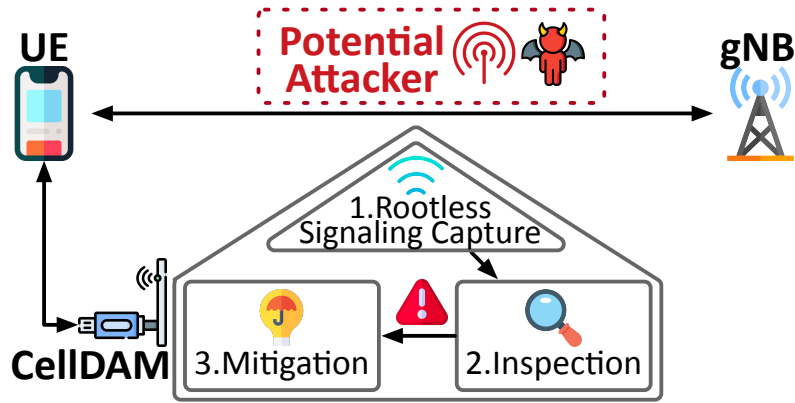 UE
Potential
Attacker
gNB
1.Rootless
Signaling Capture
CellDAM
3.Mitigation
2.Inspection